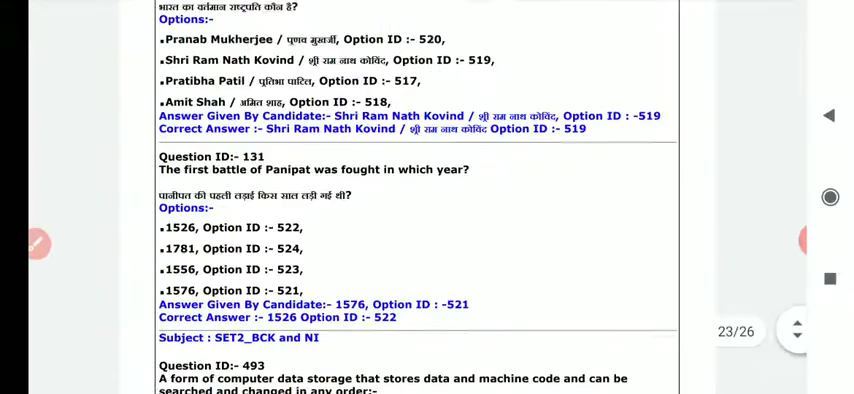 भारत का वर्तमान राष्ट्रपति कौन है?
Options:-
.Pranab Mukherjee / प्रणव मुखर्जी, Option ID :- 520,
.Shri Ram Nath Kovind / श्री राम नाथ कोविंद, Option ID :- 519,
.Pratibha Patil / प्रतिभा पाटिल, Option ID :- 517,
.Amit Shah / अमित शाह, Option ID :- 518,
Answer Given By Candidate:- Shri Ram Nath Kovind / श्री राम नाथ कोविंद, Option ID : -519
Correct Answer :- Shri Ram Nath Kovind / श्री राम नाथ कोविंद Option ID :- 519
Question ID:- 131
The first battle of Panipat was fought in which year?
पानीपत की पहली लड़ाई किस साल लड़ी गई थी?
Options:-
.1526, Option ID :- 522,
.1781, Option ID :- 524,
.1556, Option ID :- 523,
.1576, Option ID :- 521,
Answer Given By Candidate:- 1576, Option ID : -521
Correct Answer :- 1526 Option ID :- 522
23/26
Subject : SET2_BCK and NI
Question ID:- 493
A form of computer data storage that stores data and machine code and can be
searched and changed in any order:-